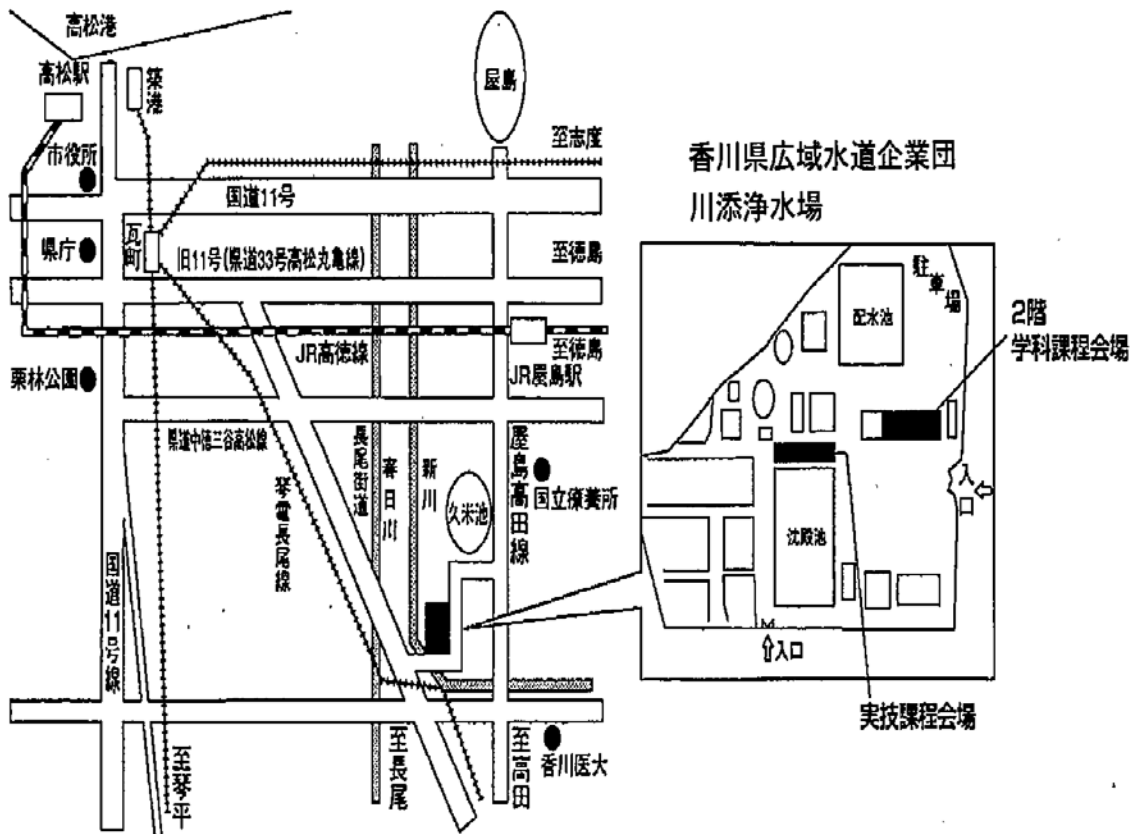 高松港
高松駅
築港
屋島
市役所
至志度
国道11号
県庁
瓦町
旧11号(県道33号高松丸亀線)
至徳島
JR高徳線
至徳島
JR屋島駅
栗林公園
県道中徳三谷高松線
長尾街道
春日川
新川
久米池
屋島高田線
国立療養所
琴電長尾線
国道11号線
至琴平
至長尾
至高田
香川医大
香川県広域水道企業団
川添浄水場
駐車場
配水池
2階
学科課程会場
入
沈殿池
入口
実技課程会場